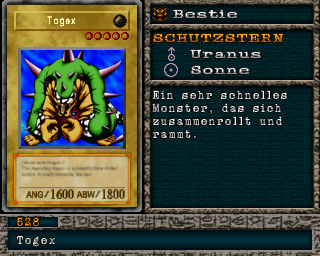 Togex
ANG/1600 ABW/1800
Bestie
SCHUTZSTERN
Uranus
Sonne
Ein sehr schnelles
Monster, das sich
zusammenrollt und
rammt.
528
Togex